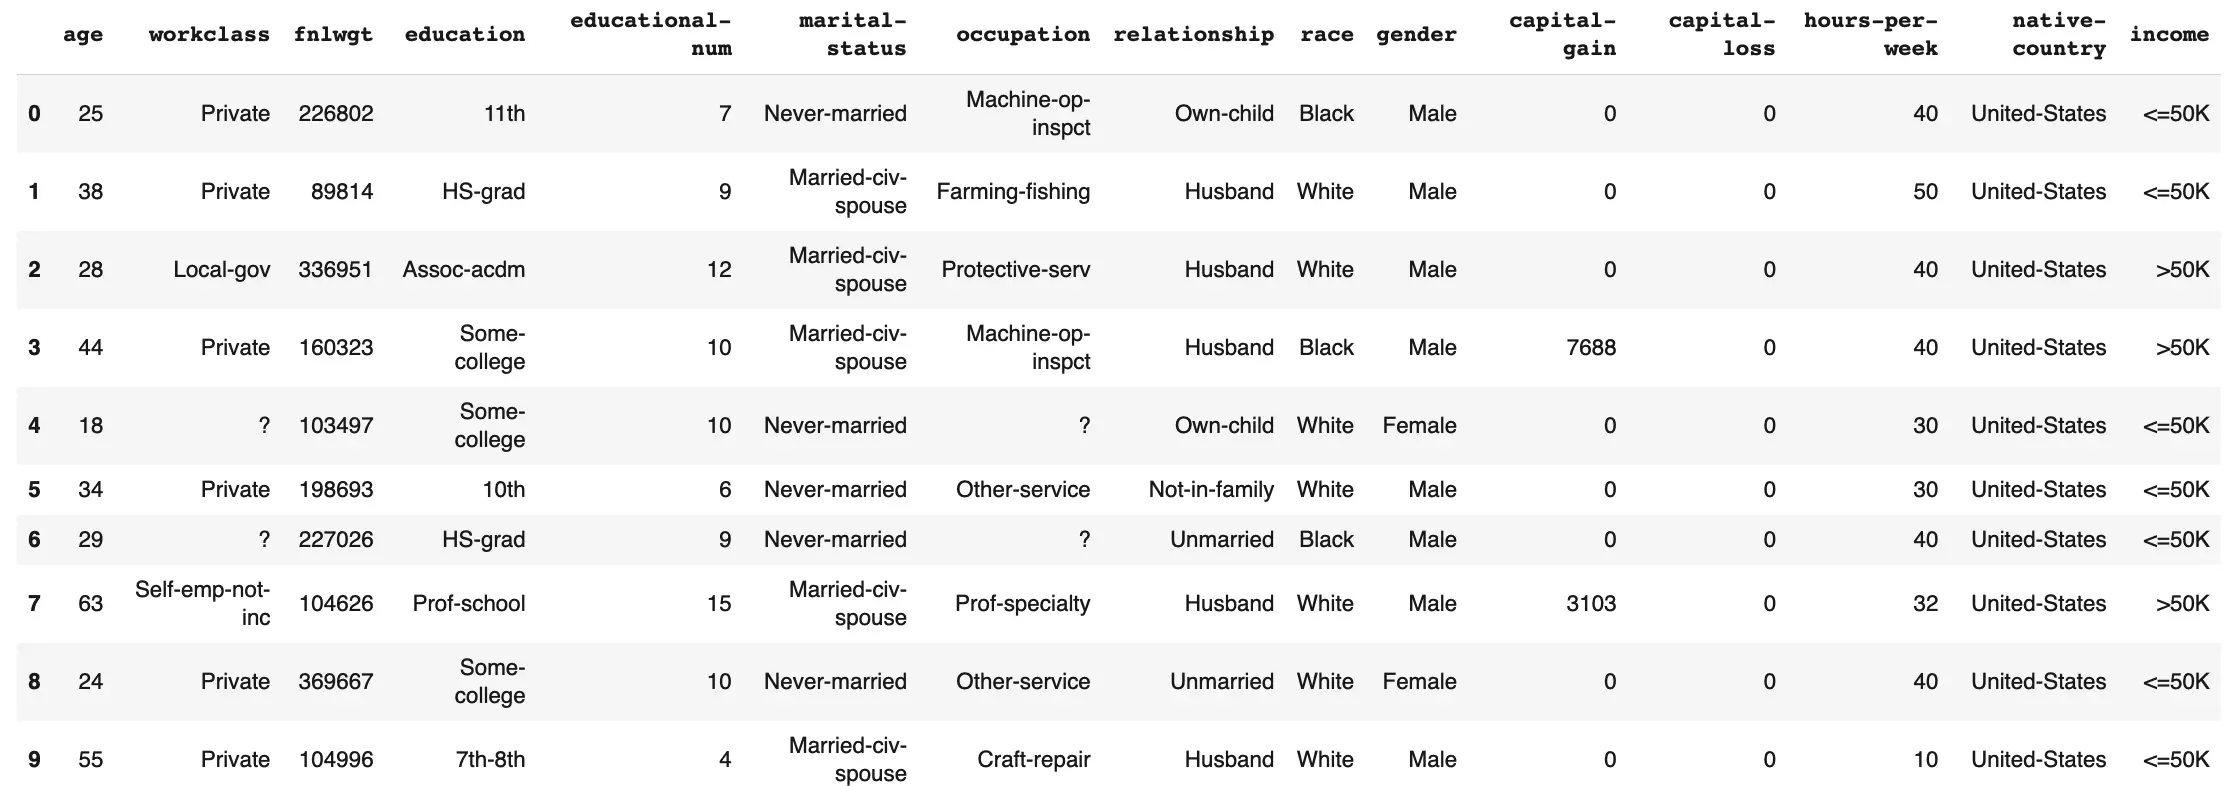 age workclass fnlwgt education educational-num marital-status occupation relationship race gender capital-gain capital-loss hours-per-week native-country income
0 25 Private 226802 11th 7 Never-married Machine-op-inspct Own-child Black Male 0 0 40 United-States <=50K
1 38 Private 89814 HS-grad 9 Married-civ-spouse Farming-fishing Husband White Male 0 0 50 United-States <=50K
2 28 Local-gov 336951 Assoc-acdm 12 Married-civ-spouse Protective-serv Husband White Male 0 0 40 United-States >50K
3 44 Private 160323 Some-college 10 Married-civ-spouse Machine-op-inspct Husband Black Male 7688 0 40 United-States >50K
4 18 ? 103497 Some-college 10 Never-married ? Own-child White Female 0 0 30 United-States <=50K
5 34 Private 198693 10th 6 Never-married Other-service Not-in-family White Male 0 0 30 United-States <=50K
6 29 ? 227026 HS-grad 9 Never-married ? Unmarried Black Male 0 0 40 United-States <=50K
7 63 Self-emp-not-inc 104626 Prof-school 15 Married-civ-spouse Prof-specialty Husband White Male 3103 0 32 United-States >50K
8 24 Private 369667 Some-college 10 Never-married Other-service Unmarried White Female 0 0 40 United-States <=50K
9 55 Private 104996 7th-8th 4 Married-civ-spouse Craft-repair Husband White Male 0 0 10 United-States <=50K